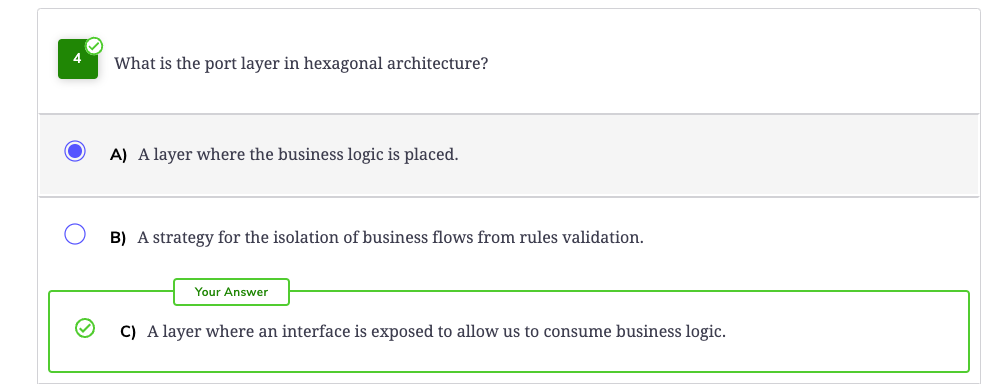 4 What is the port layer in hexagonal architecture?
A) A layer where the business logic is placed.
B) A strategy for the isolation of business flows from rules validation.
Your Answer
C) A layer where an interface is exposed to allow us to consume business logic.